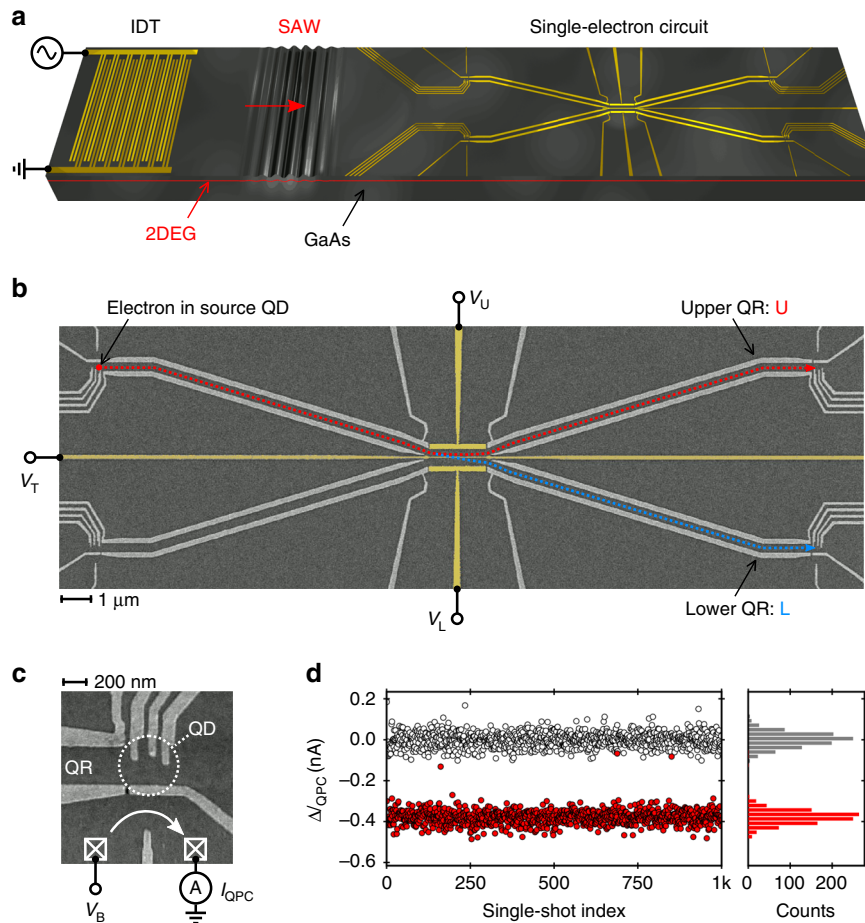 a
IDT
SAW
Single-electron circuit
2DEG
GaAs
b
Electron in source QD
V_U
Upper QR: U
V_T
1 μm
V_L
Lower QR: L
c
200 nm
QD
QR
A
I_QPC
V_B
d
ΔI_QPC (nA)
0.2
0.0
−0.2
−0.4
−0.6
0
250
500
750
1k
Single-shot index
0
100
200
Counts